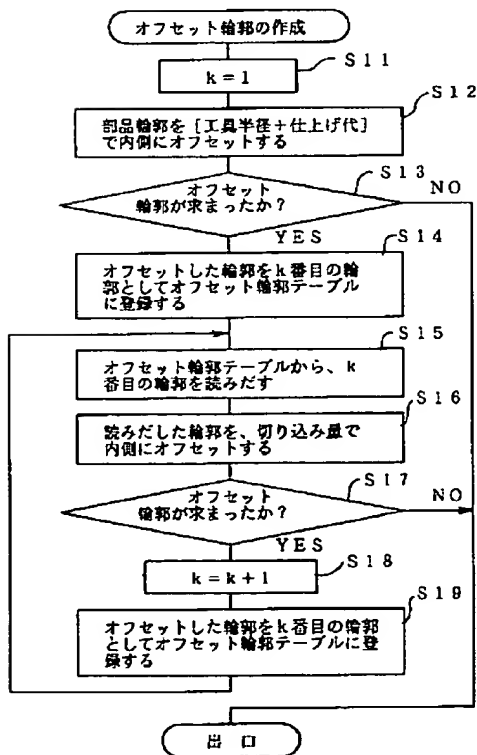 オフセット輪郭の作成
S11
k=1
S12
部品輪郭を[工具半径+仕上げ代]
で内側にオフセットする
S13
オフセット
輪郭が求まったか?
NO
YES
S14
オフセットした輪郭をk番目の輪
郭としてオフセット輪郭テーブル
に登録する
S15
オフセット輪郭テーブルから、k
番目の輪郭を読みだす
S16
読みだした輪郭を、切り込み量で
内側にオフセットする
S17
オフセット
輪郭が求まったか?
NO
YES
S18
k=k+1
S19
オフセットした輪郭をk番目の輪郭
としてオフセット輪郭テーブルに登
録する
出口